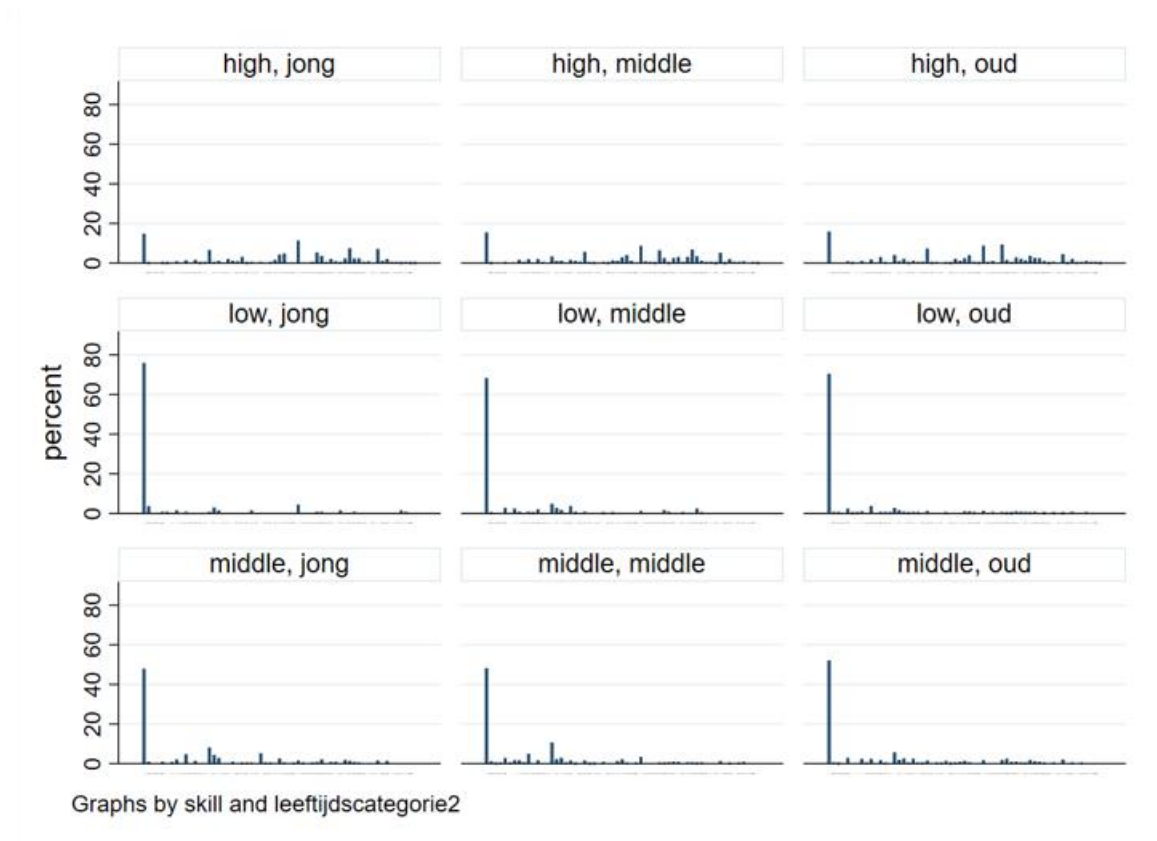 high, jong
high, middle
high, oud
80
60
40
20
0
low, jong
low, middle
low, oud
80
60
40
20
0
percent
middle, jong
middle, middle
middle, oud
80
60
40
20
0
Graphs by skill and leeftijdscategorie2